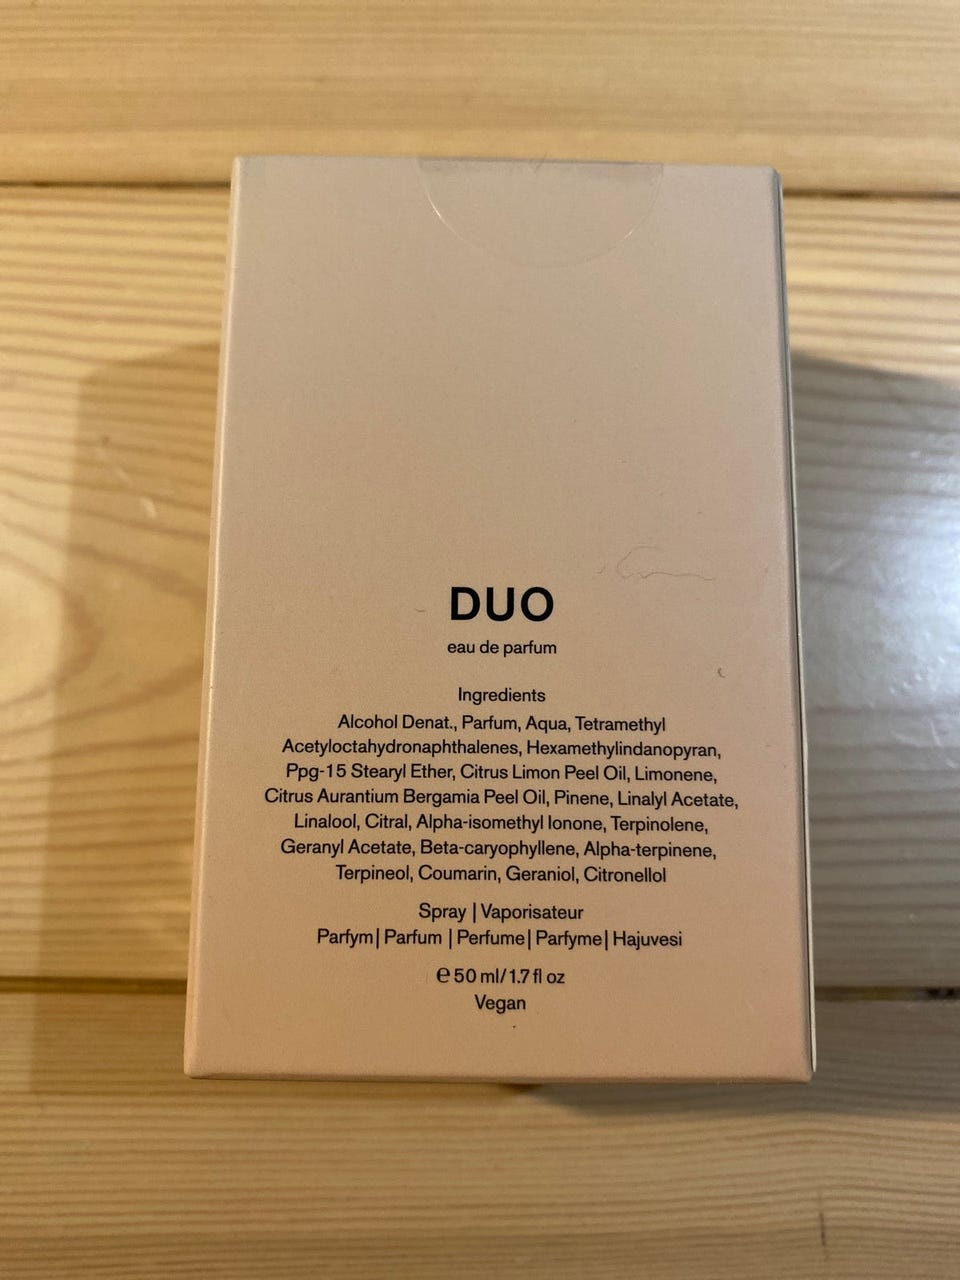 DUO
eau de parfum
Ingredients
Alcohol Denat., Parfum, Aqua, Tetramethyl
Acetyloctahydronaphthalenes, Hexamethylindanopyran,
Ppg-15 Stearyl Ether, Citrus Limon Peel Oil, Limonene,
Citrus Aurantium Bergamia Peel Oil, Pinene, Linalyl Acetate,
Linalool, Citral, Alpha-isomethyl Ionone, Terpinolene,
Geranyl Acetate, Beta-caryophyllene, Alpha-terpinene,
Terpineol, Coumarin, Geraniol, Citronellol
Spray | Vaporisateur
Parfym| Parfum | Perfume| Parfyme| Hajuvesi
℮ 50 ml/ 1.7 fl oz
Vegan